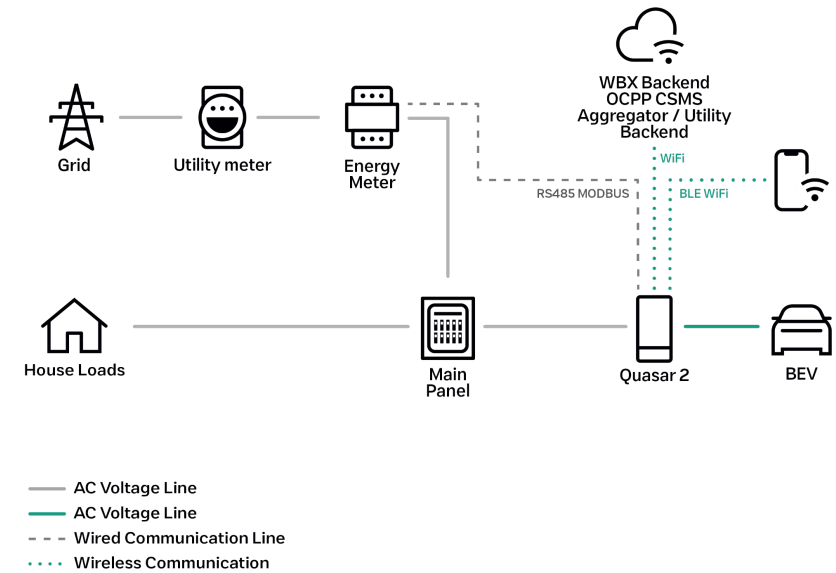 WBX Backend
OCPP CSMS
Aggregator / Utility
Backend
WiFi
Grid
Utility meter
Energy
Meter
RS485 MODBUS
BLE WiFi
House Loads
Main
Panel
Quasar 2
BEV
AC Voltage Line
AC Voltage Line
Wired Communication Line
Wireless Communication